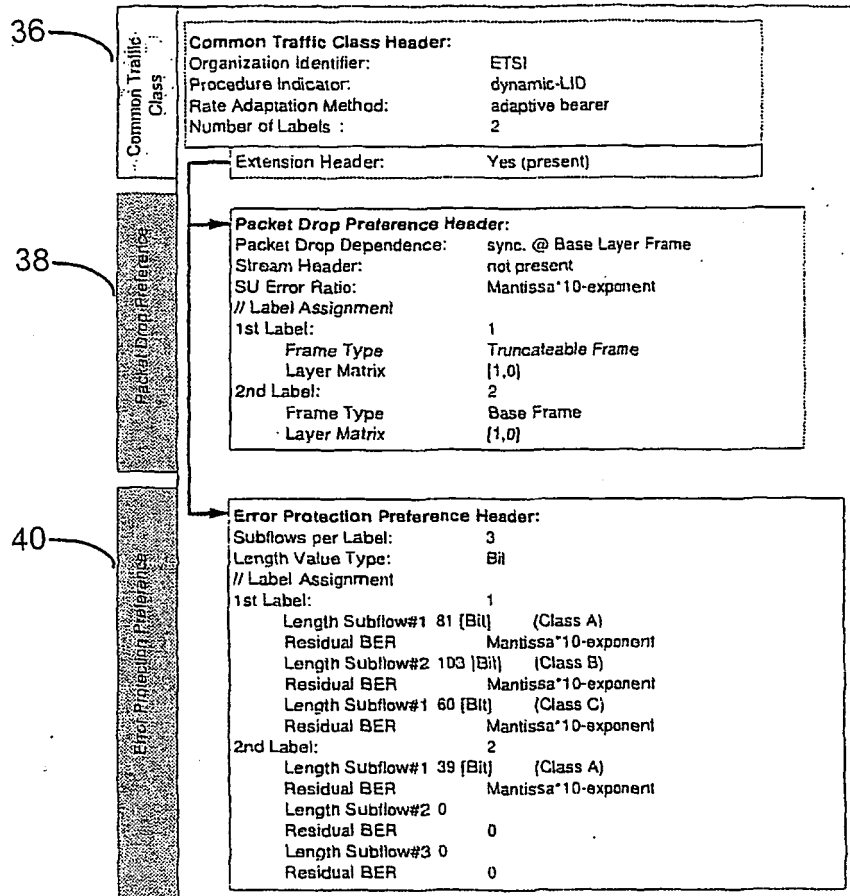 36
Common Traffic
Class
Common Traffic Class Header:
Organization Identifier: ETSI
Procedure Indicator: dynamic-LID
Rate Adaptation Method: adaptive bearer
Number of Labels : 2
Extension Header: Yes (present)
38
Packet Drop Preference
Packet Drop Preference Header:
Packet Drop Dependence: sync. @ Base Layer Frame
Stream Header: not present
SU Error Ratio: Mantissa*10-exponent
// Label Assignment
1st Label: 1
Frame Type Truncateable Frame
Layer Matrix [1,0]
2nd Label: 2
Frame Type Base Frame
Layer Matrix [1,0]
40
Error Protection Preference
Error Protection Preference Header:
Subflows per Label: 3
Length Value Type: Bit
// Label Assignment
1st Label: 1
Length Subflow#1 81 [Bit] (Class A)
Residual BER Mantissa*10-exponent
Length Subflow#2 103 [Bit] (Class B)
Residual BER Mantissa*10-exponent
Length Subflow#1 60 [Bit] (Class C)
Residual BER Mantissa*10-exponent
2nd Label: 2
Length Subflow#1 39 [Bit] (Class A)
Residual BER Mantissa*10-exponent
Length Subflow#2 0
Residual BER 0
Length Subflow#3 0
Residual BER 0